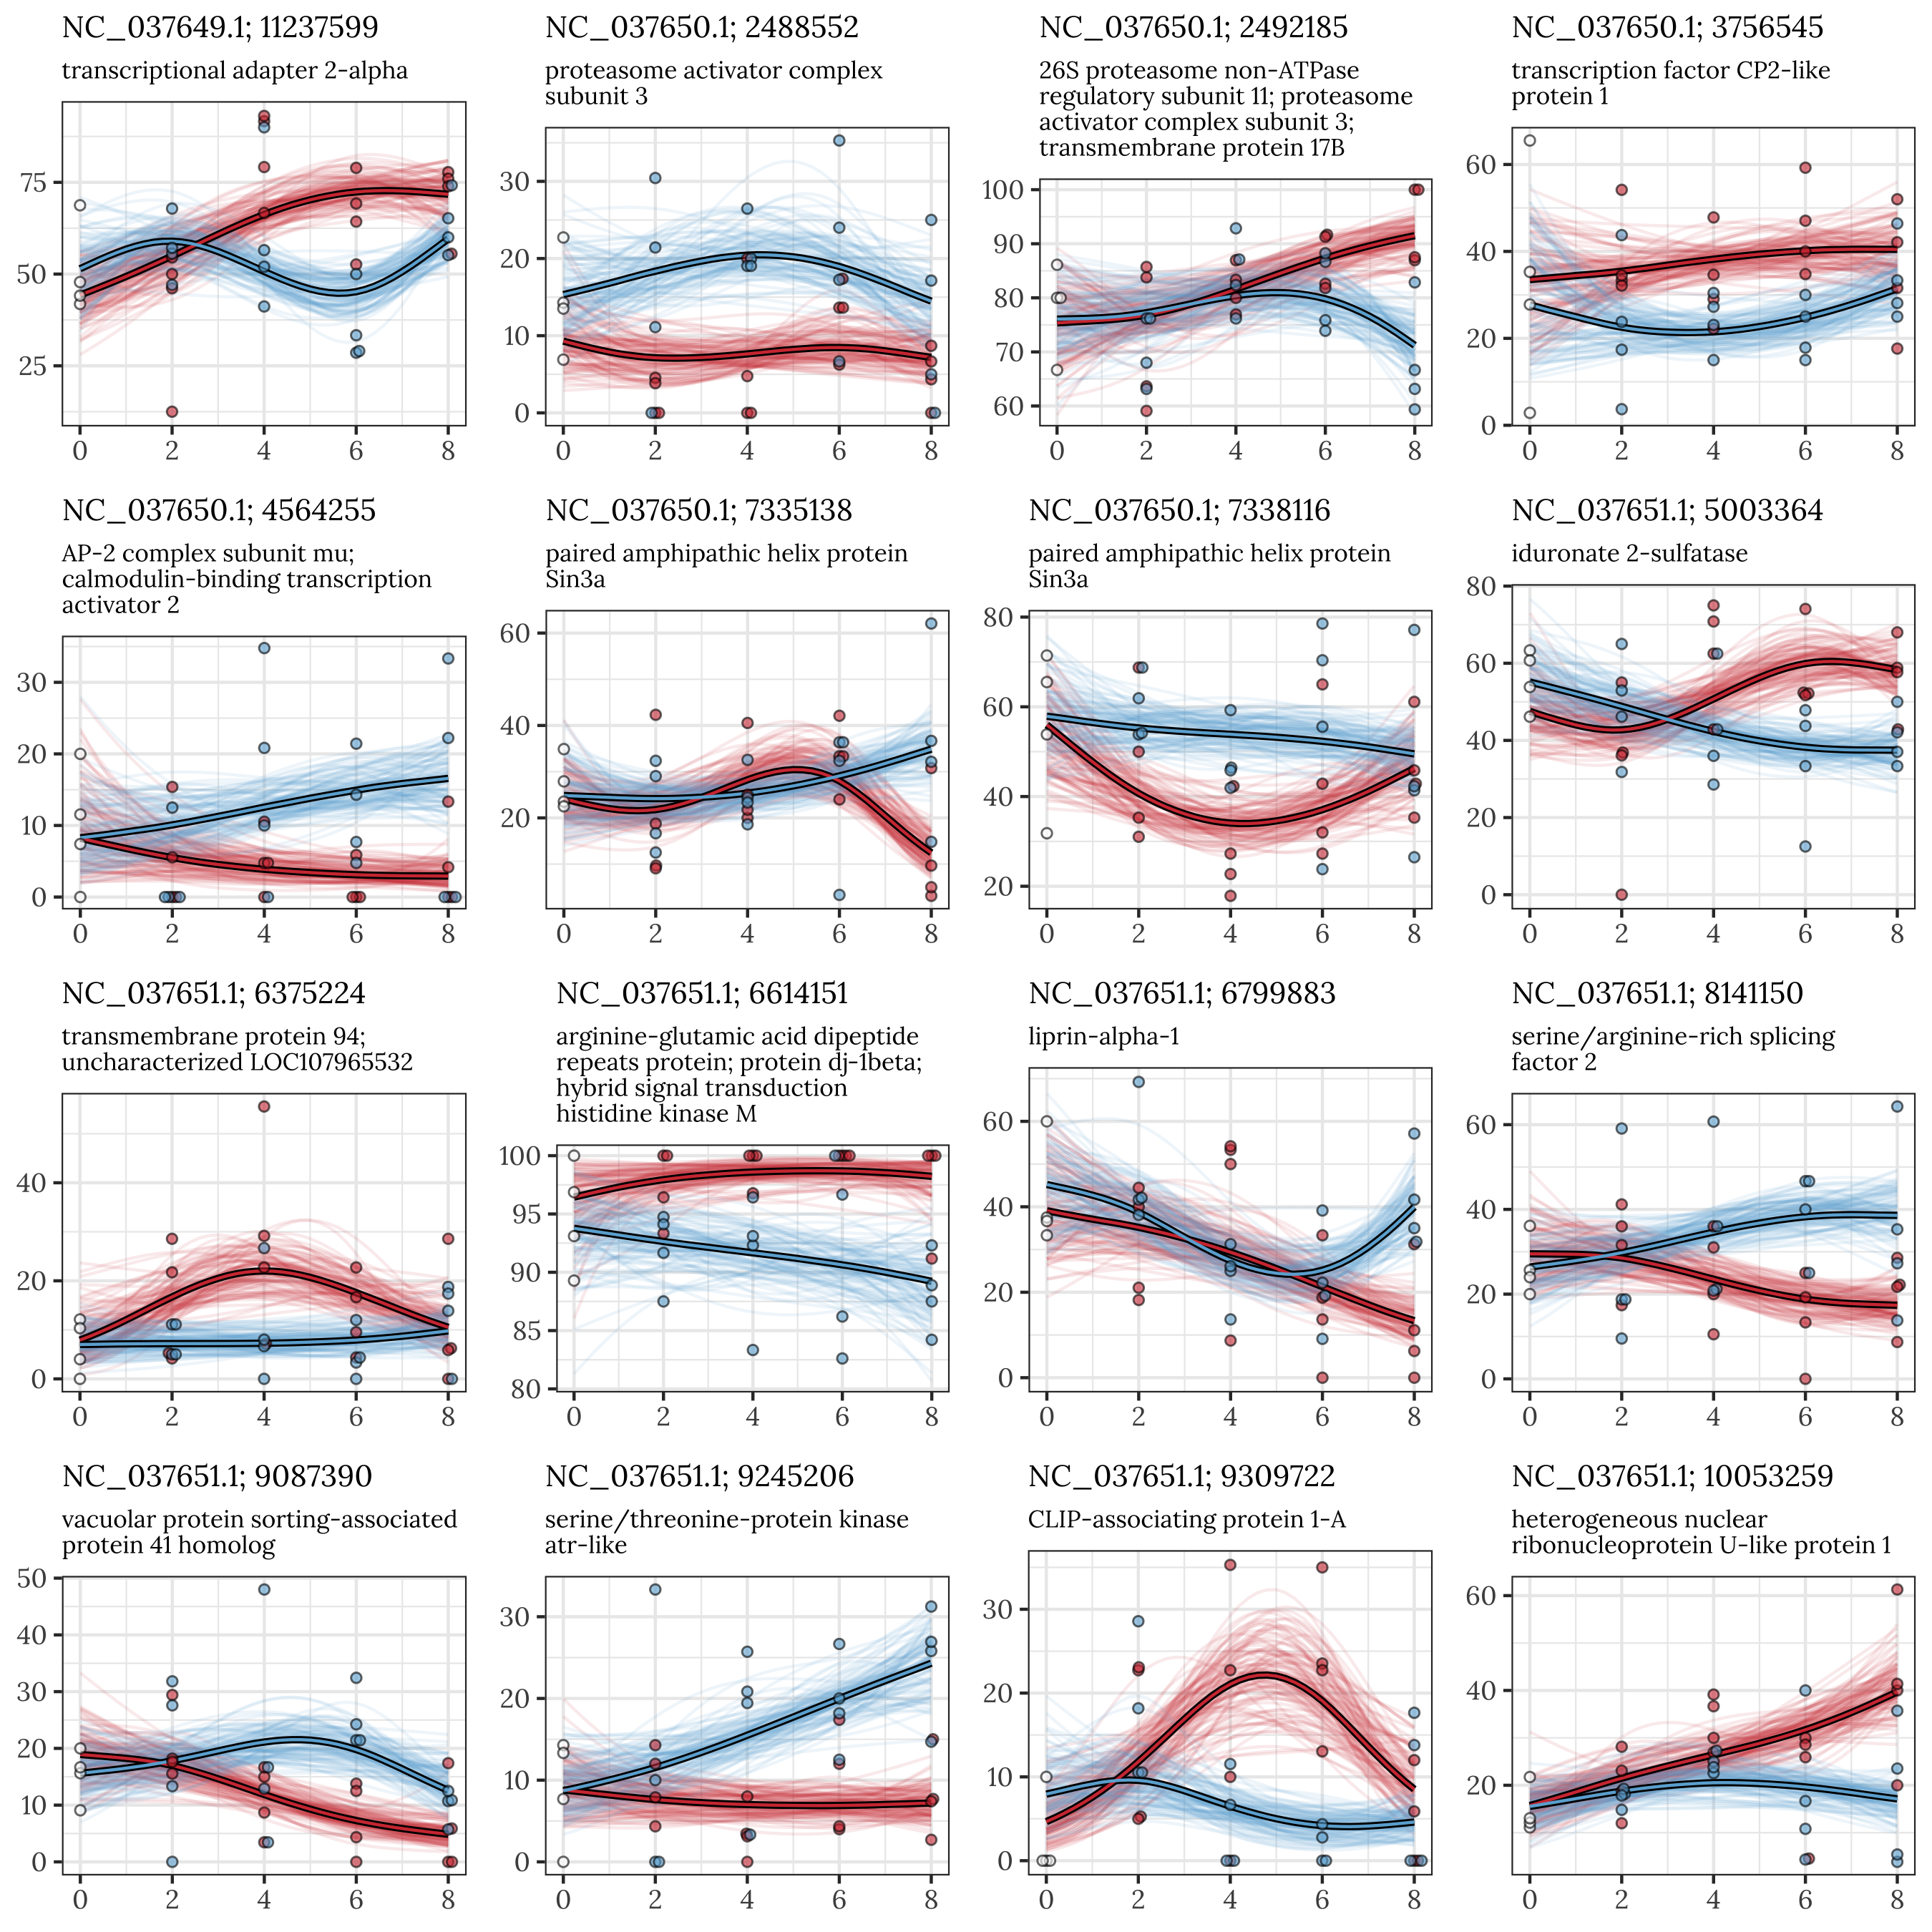 NC_037649.1; 11237599
transcriptional adapter 2-alpha
75
50
25
0 2 4 6 8
NC_037650.1; 2488552
proteasome activator complex
subunit 3
30
20
10
0
0 2 4 6 8
NC_037650.1; 2492185
26S proteasome non-ATPase
regulatory subunit 11; proteasome
activator complex subunit 3;
transmembrane protein 17B
100
90
80
70
60
0 2 4 6 8
NC_037650.1; 3756545
transcription factor CP2-like
protein 1
60
40
20
0
0 2 4 6 8
NC_037650.1; 4564255
AP-2 complex subunit mu;
calmodulin-binding transcription
activator 2
30
20
10
0
0 2 4 6 8
NC_037650.1; 7335138
paired amphipathic helix protein
Sin3a
60
40
20
0 2 4 6 8
NC_037650.1; 7338116
paired amphipathic helix protein
Sin3a
80
60
40
20
0 2 4 6 8
NC_037651.1; 5003364
iduronate 2-sulfatase
80
60
40
20
0
0 2 4 6 8
NC_037651.1; 6375224
transmembrane protein 94;
uncharacterized LOC107965532
40
20
0
0 2 4 6 8
NC_037651.1; 6614151
arginine-glutamic acid dipeptide
repeats protein; protein dj-1beta;
hybrid signal transduction
histidine kinase M
100
95
90
85
80
0 2 4 6 8
NC_037651.1; 6799883
liprin-alpha-1
60
40
20
0
0 2 4 6 8
NC_037651.1; 8141150
serine/arginine-rich splicing
factor 2
60
40
20
0
0 2 4 6 8
NC_037651.1; 9087390
vacuolar protein sorting-associated
protein 41 homolog
50
40
30
20
10
0
0 2 4 6 8
NC_037651.1; 9245206
serine/threonine-protein kinase
atr-like
30
20
10
0
0 2 4 6 8
NC_037651.1; 9309722
CLIP-associating protein 1-A
30
20
10
0
0 2 4 6 8
NC_037651.1; 10053259
heterogeneous nuclear
ribonucleoprotein U-like protein 1
60
40
20
0 2 4 6 8